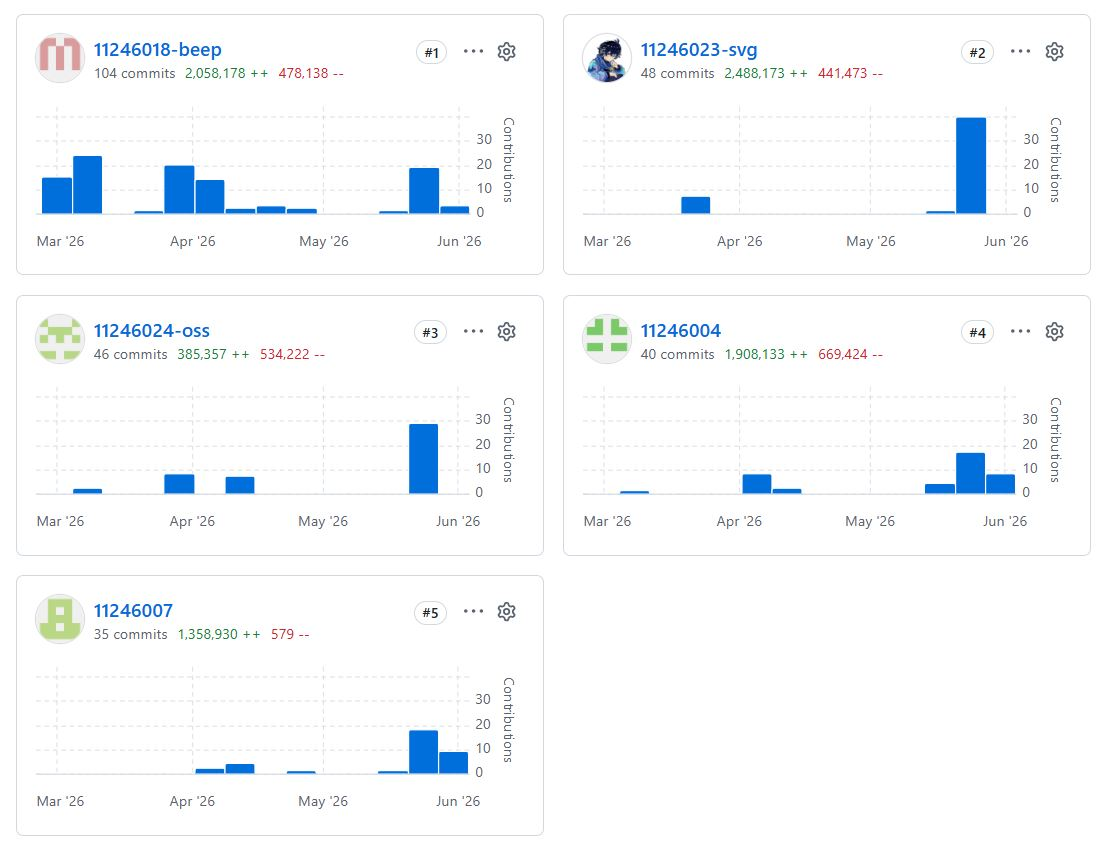 11246018-beep #1 ···
104 commits 2,058,178 ++ 478,138 --
30
20
10
0
Contributions
Mar '26 Apr '26 May '26 Jun '26
11246023-svg #2 ···
48 commits 2,488,173 ++ 441,473 --
30
20
10
0
Contributions
Mar '26 Apr '26 May '26 Jun '26
11246024-oss #3 ···
46 commits 385,357 ++ 534,222 --
30
20
10
0
Contributions
Mar '26 Apr '26 May '26 Jun '26
11246004 #4 ···
40 commits 1,908,133 ++ 669,424 --
30
20
10
0
Contributions
Mar '26 Apr '26 May '26 Jun '26
11246007 #5 ···
35 commits 1,358,930 ++ 579 --
30
20
10
0
Contributions
Mar '26 Apr '26 May '26 Jun '26